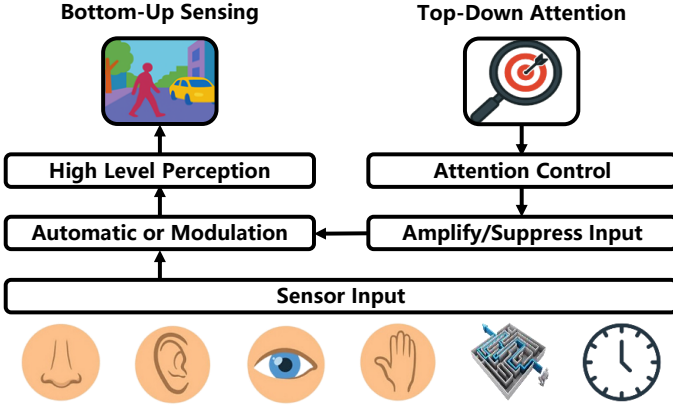 Bottom-Up Sensing
Top-Down Attention
High Level Perception
Attention Control
Automatic or Modulation
Amplify/Suppress Input
Sensor Input